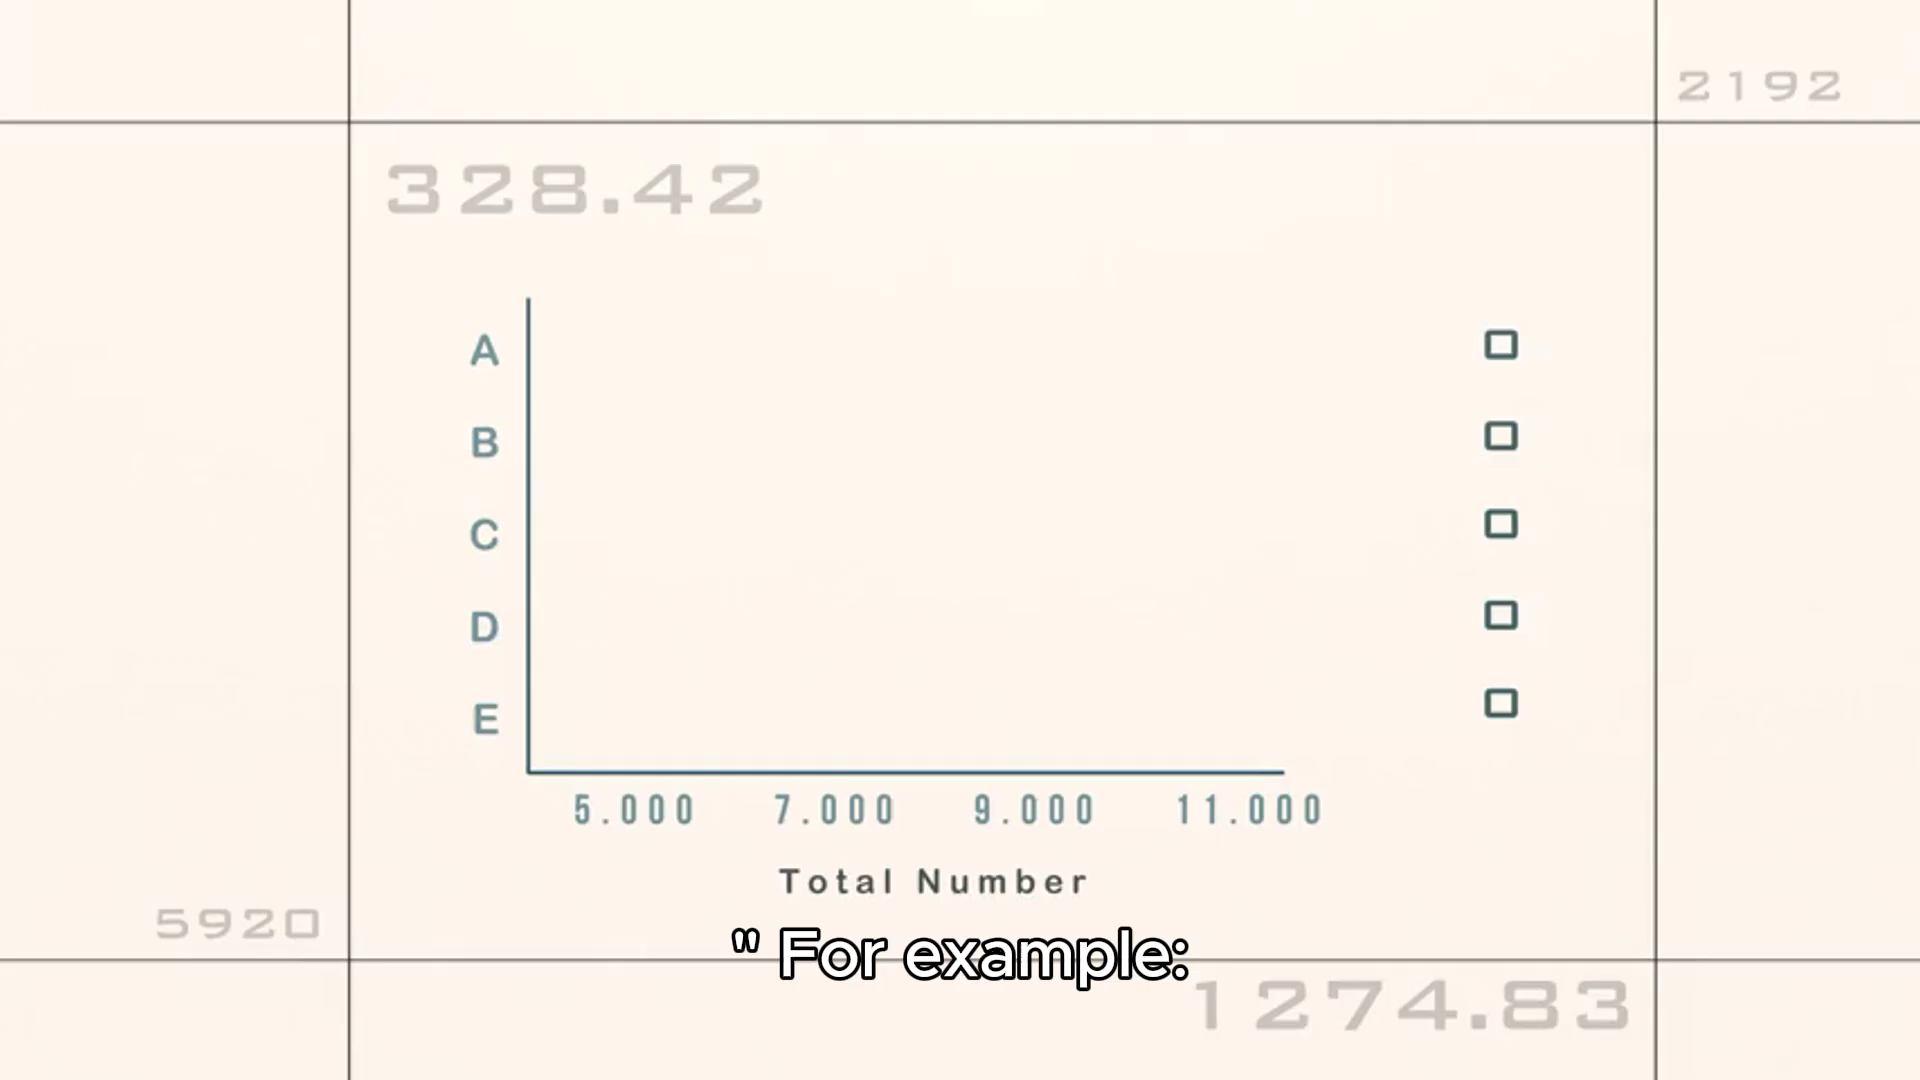 2192
328.42
A
B
C
D
E
5.000 7.000 9.000 11.000
Total Number
5920
" For example:
1274.83